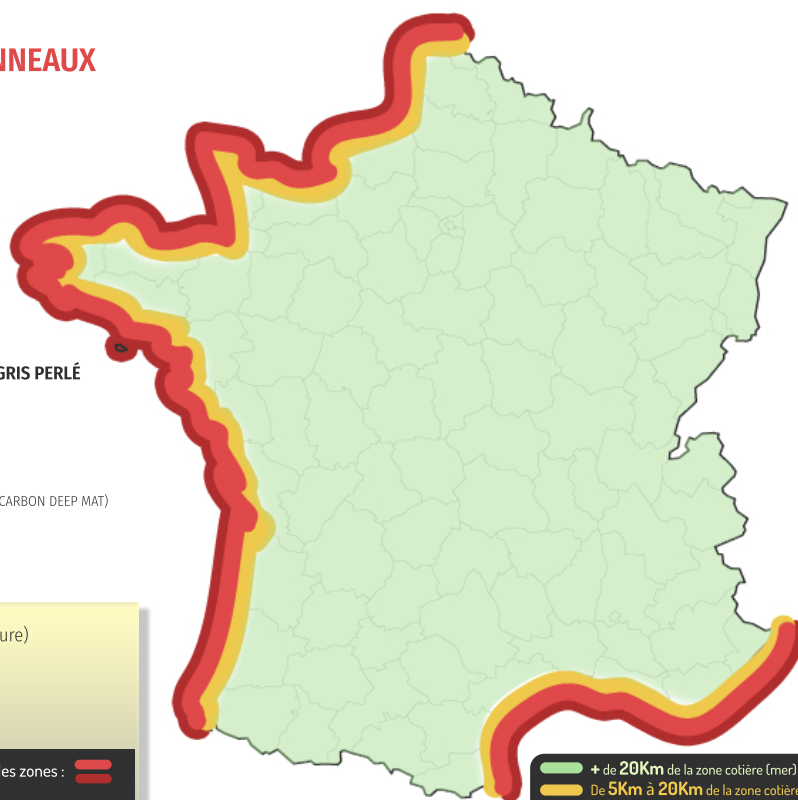 NNEAUX
GRIS PERLÉ
CARBON DEEP MAT)
ure)
les zones :
+ de 20Km de la zone cotière (mer)
De 5Km à 20Km de la zone cotière